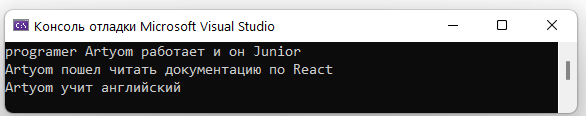 Консоль отладки Microsoft Visual Studio
programer Artyom работает и он Junior
Artyom пошел читать документацию по React
Artyom учит английский